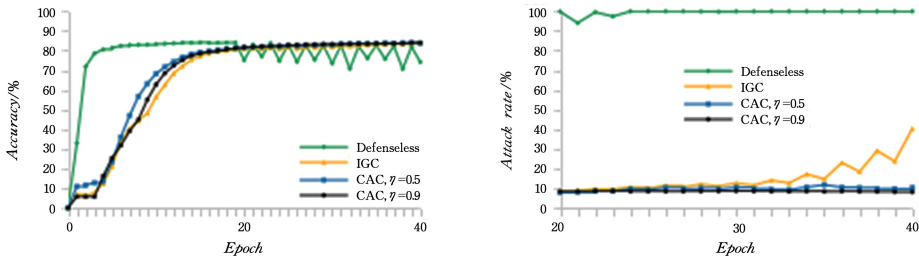 100
90
80
70
60
50
40
30
20
10
0
Accuracy/%
Defenseless
IGC
CAC, η=0.5
CAC, η=0.9
0
20
40
Epoch
100
90
80
70
60
50
40
30
20
10
0
Attack rate/%
Defenseless
IGC
CAC, η=0.5
CAC, η=0.9
20
30
40
Epoch